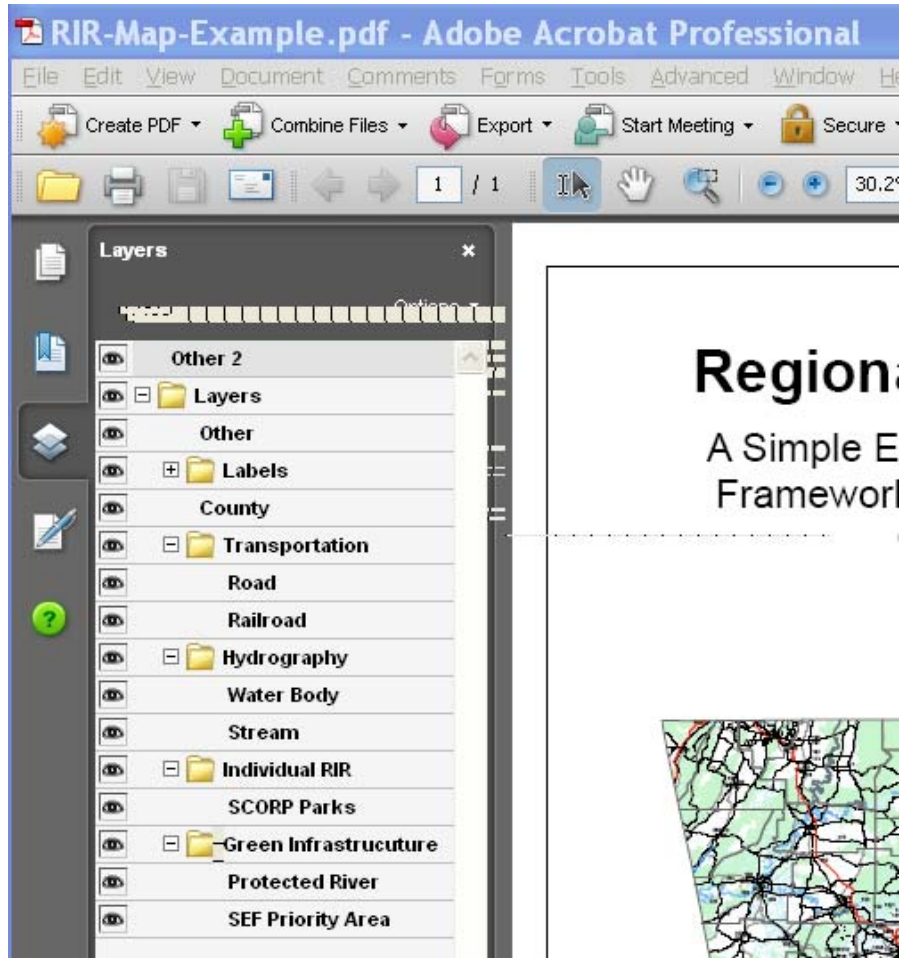 RIR-Map-Example.pdf - Adobe Acrobat Professional
File Edit View Document Comments Forms Tools Advanced Window He
Create PDF Combine Files Export Start Meeting Secure
1 / 1 30.2%
Layers
Options
Other 2
Layers
Other
Labels
County
Transportation
Road
Railroad
Hydrography
Water Body
Stream
Individual RIR
SCORP Parks
Green Infrastrucuture
Protected River
SEF Priority Area
Regiona
A Simple E
Framework